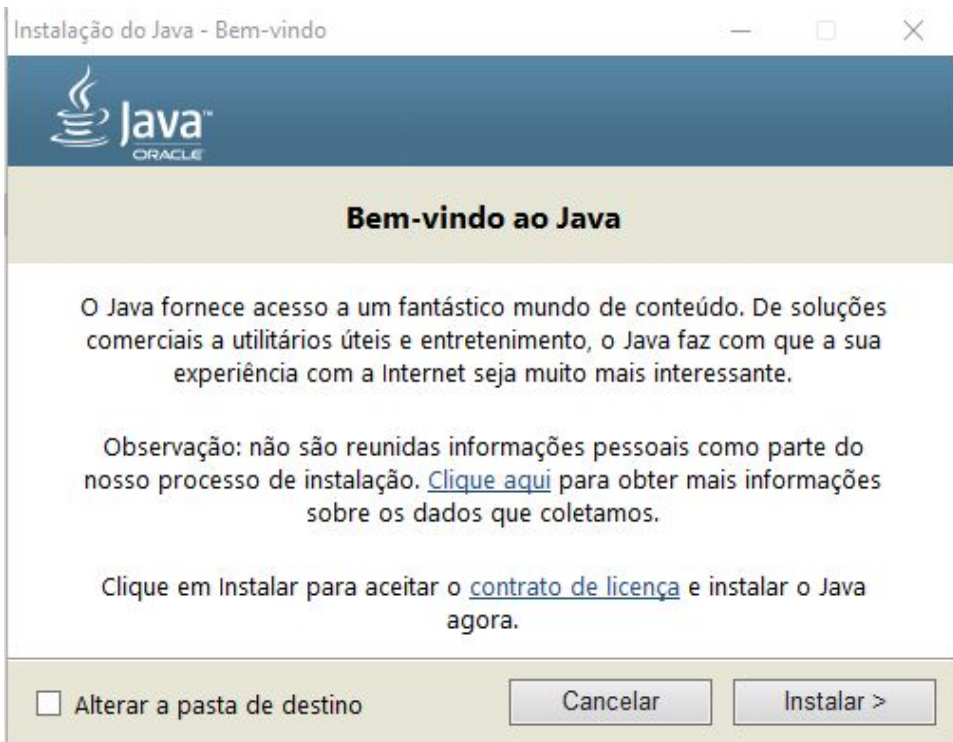 Instalação do Java - Bem-vindo
Java™
ORACLE
Bem-vindo ao Java
O Java fornece acesso a um fantástico mundo de conteúdo. De soluções
comerciais a utilitários úteis e entretenimento, o Java faz com que a sua
experiência com a Internet seja muito mais interessante.
Observação: não são reunidas informações pessoais como parte do
nosso processo de instalação. Clique aqui para obter mais informações
sobre os dados que coletamos.
Clique em Instalar para aceitar o contrato de licença e instalar o Java
agora.
Alterar a pasta de destino
Cancelar
Instalar >